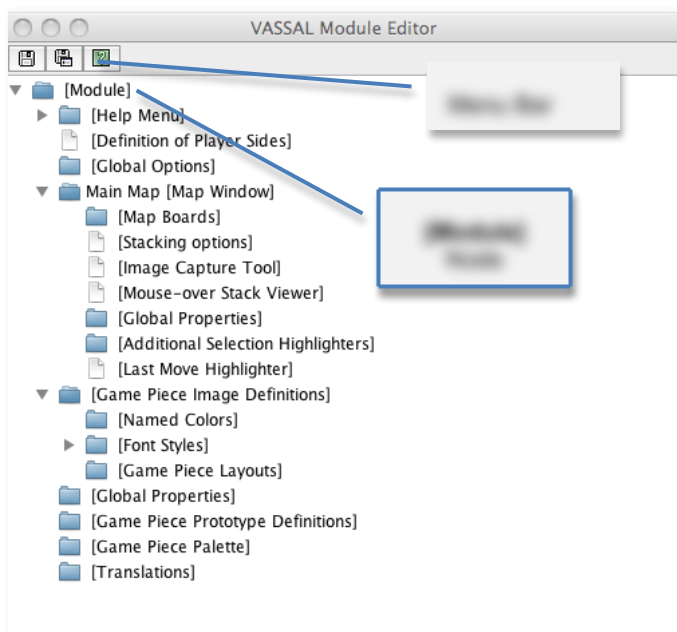 VASSAL Module Editor
[Module]
[Help Menu]
[Definition of Player Sides]
[Global Options]
Main Map [Map Window]
[Map Boards]
[Stacking options]
[Image Capture Tool]
[Mouse-over Stack Viewer]
[Global Properties]
[Additional Selection Highlighters]
[Last Move Highlighter]
[Game Piece Image Definitions]
[Named Colors]
[Font Styles]
[Game Piece Layouts]
[Global Properties]
[Game Piece Prototype Definitions]
[Game Piece Palette]
[Translations]